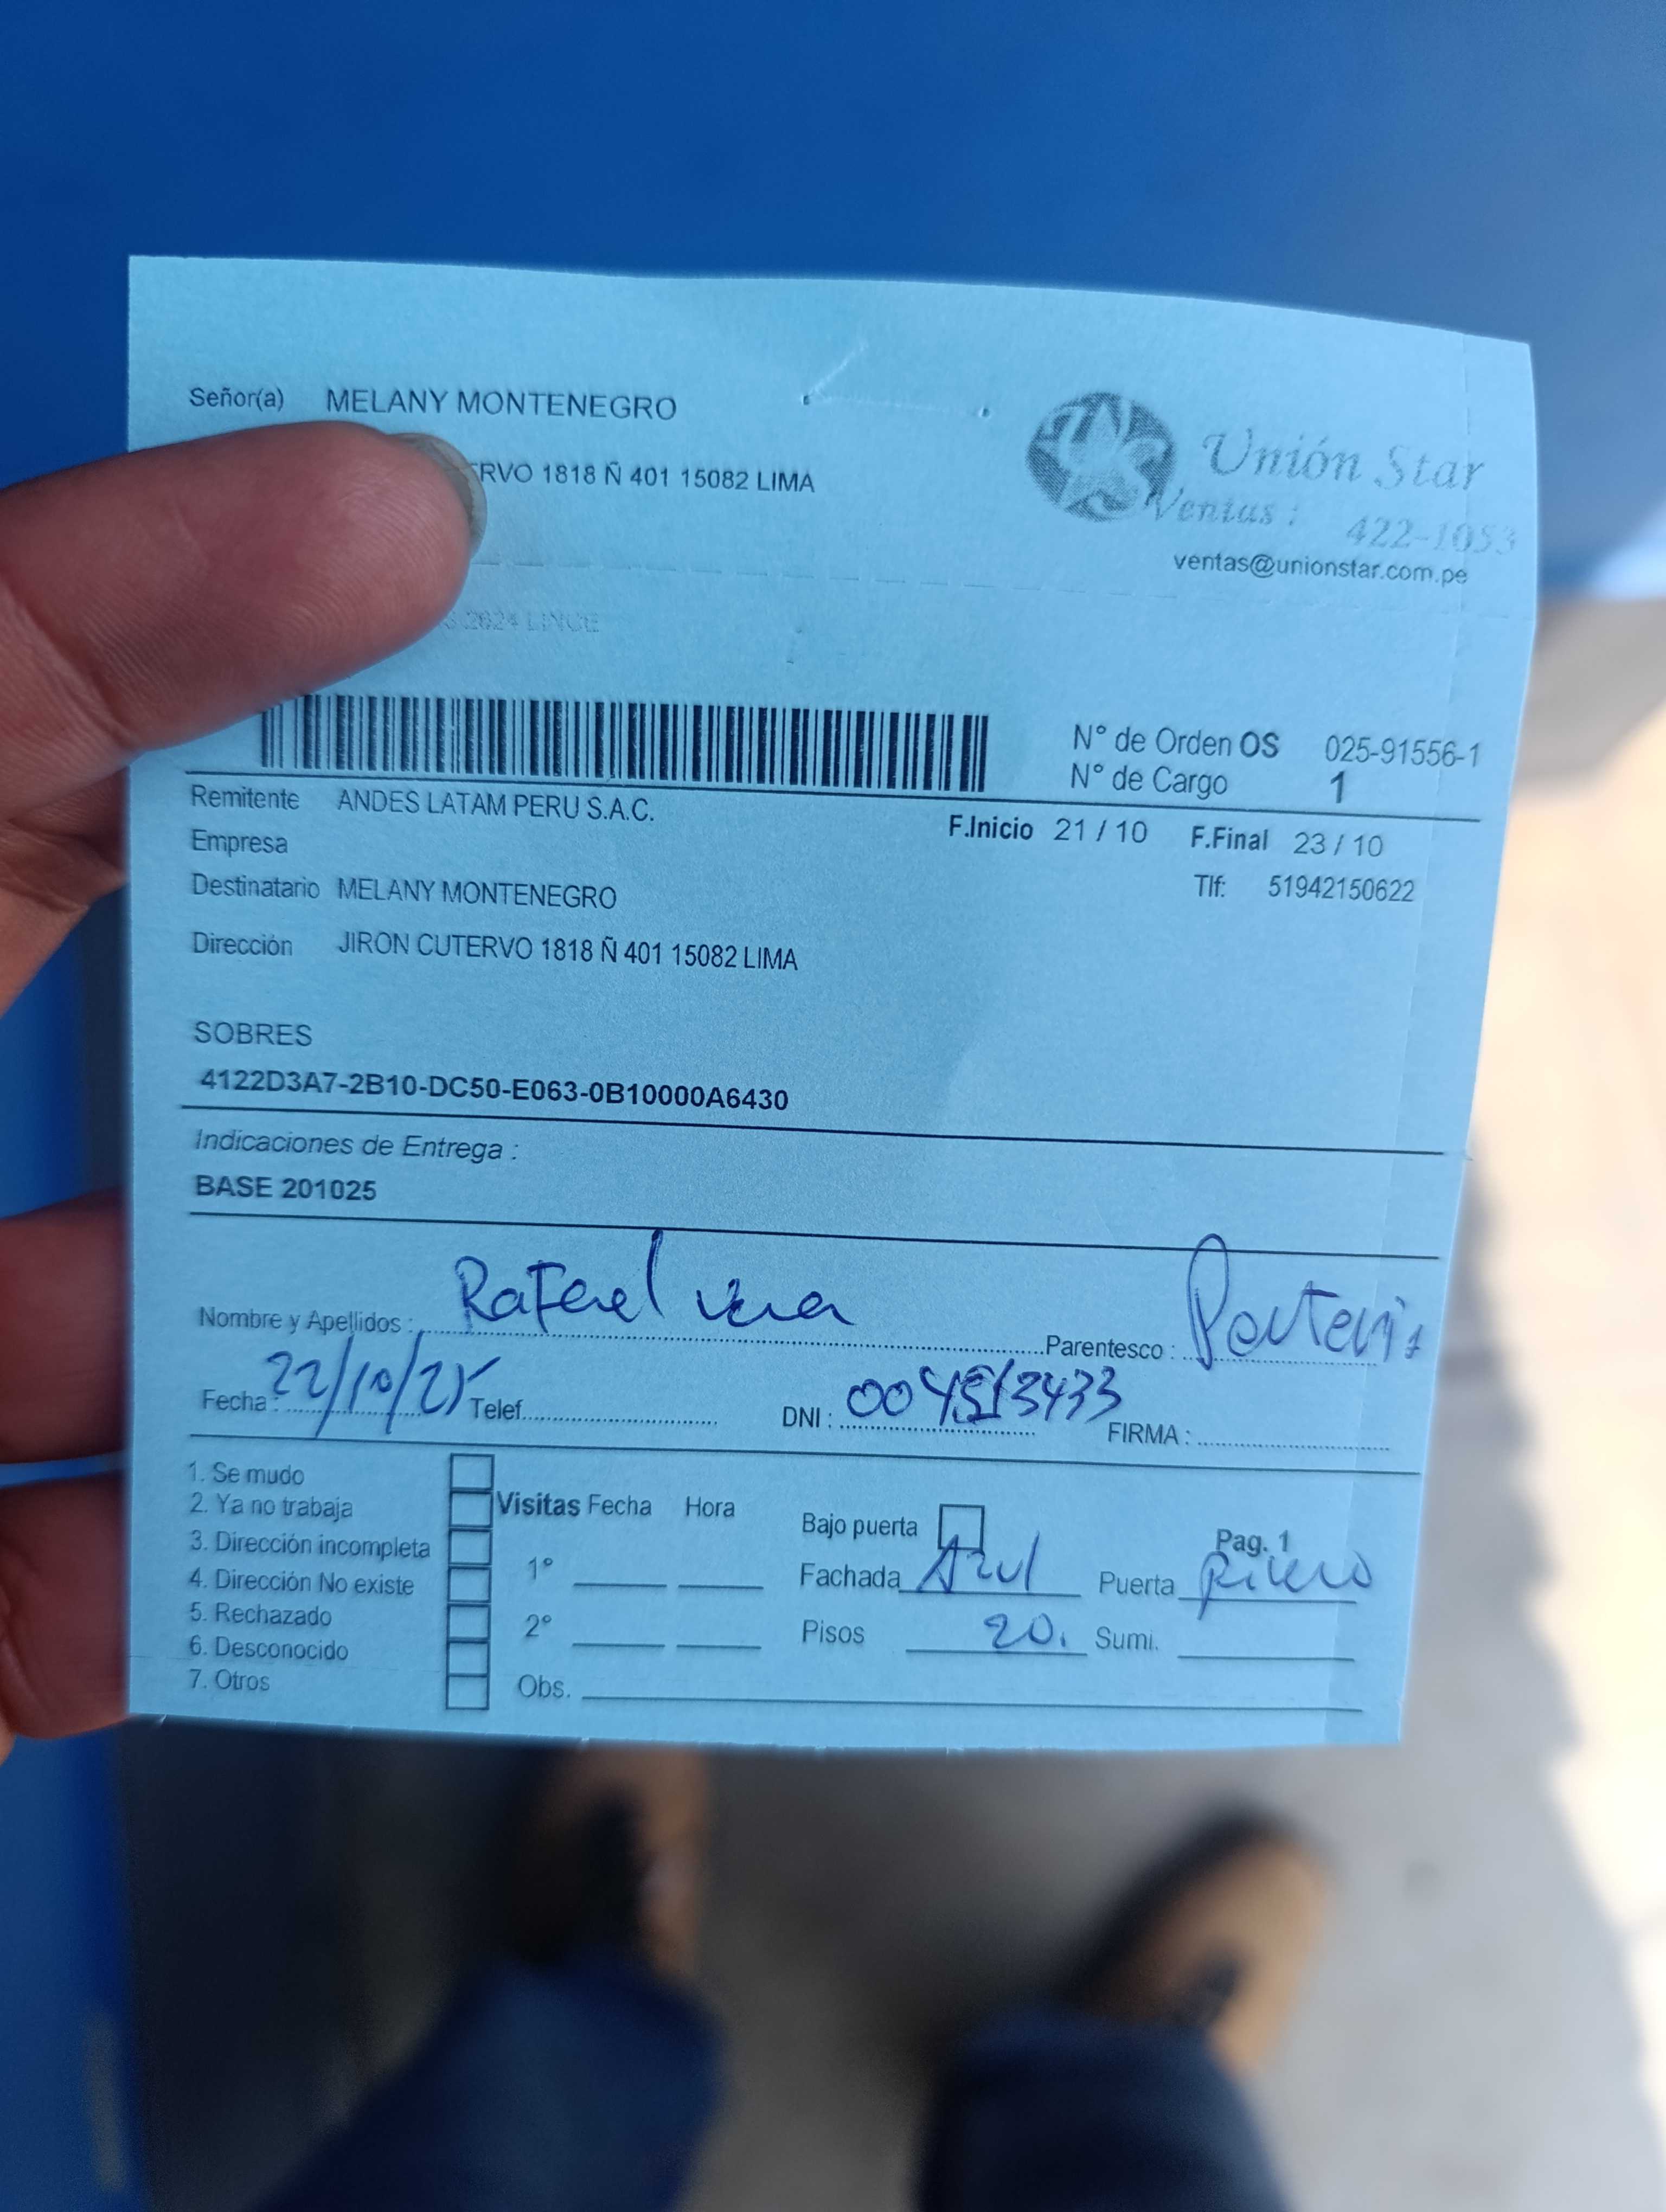 Señor(a) MELANY MONTENEGRO
RVO 1818 Ñ 401 15082 LIMA
Unión Star
Ventas : 422-1053
ventas@unionstar.com.pe
2024 LINCE
N° de Orden OS 025-91556-1
N° de Cargo 1
Remitente ANDES LATAM PERU S.A.C.
F.Inicio 21 / 10 F.Final 23 / 10
Empresa
Destinatario MELANY MONTENEGRO Tlf: 51942150622
Dirección JIRON CUTERVO 1818 Ñ 401 15082 LIMA
SOBRES
4122D3A7-2B10-DC50-E063-0B10000A6430
Indicaciones de Entrega :
BASE 201025
Nombre y Apellidos : Rafael vera Parentesco :
Fecha : 22/10/25 Telef. DNI : FIRMA :
1. Se mudo
2. Ya no trabaja Visitas Fecha Hora Bajo puerta Pag. 1
3. Dirección incompleta
4. Dirección No existe 1° Fachada Azul Puerta
5. Rechazado
6. Desconocido 2° Pisos 20. Sumi.
7. Otros Obs.